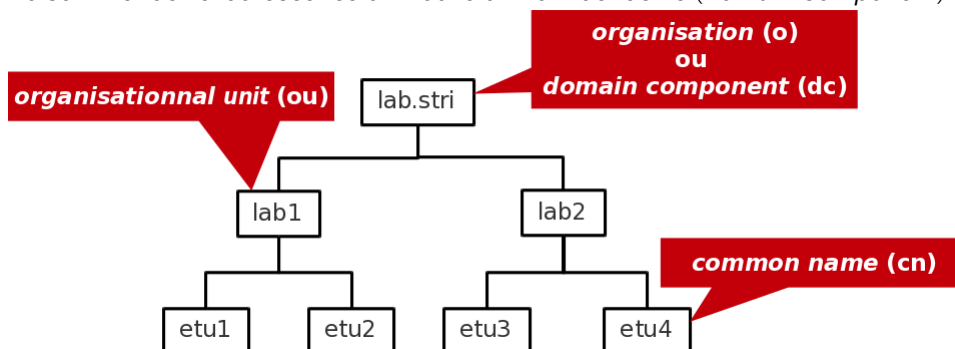 organisation (o)
ou
domain component (dc)
organisationnal unit (ou)
lab.stri
lab1
lab2
common name (cn)
etu1
etu2
etu3
etu4